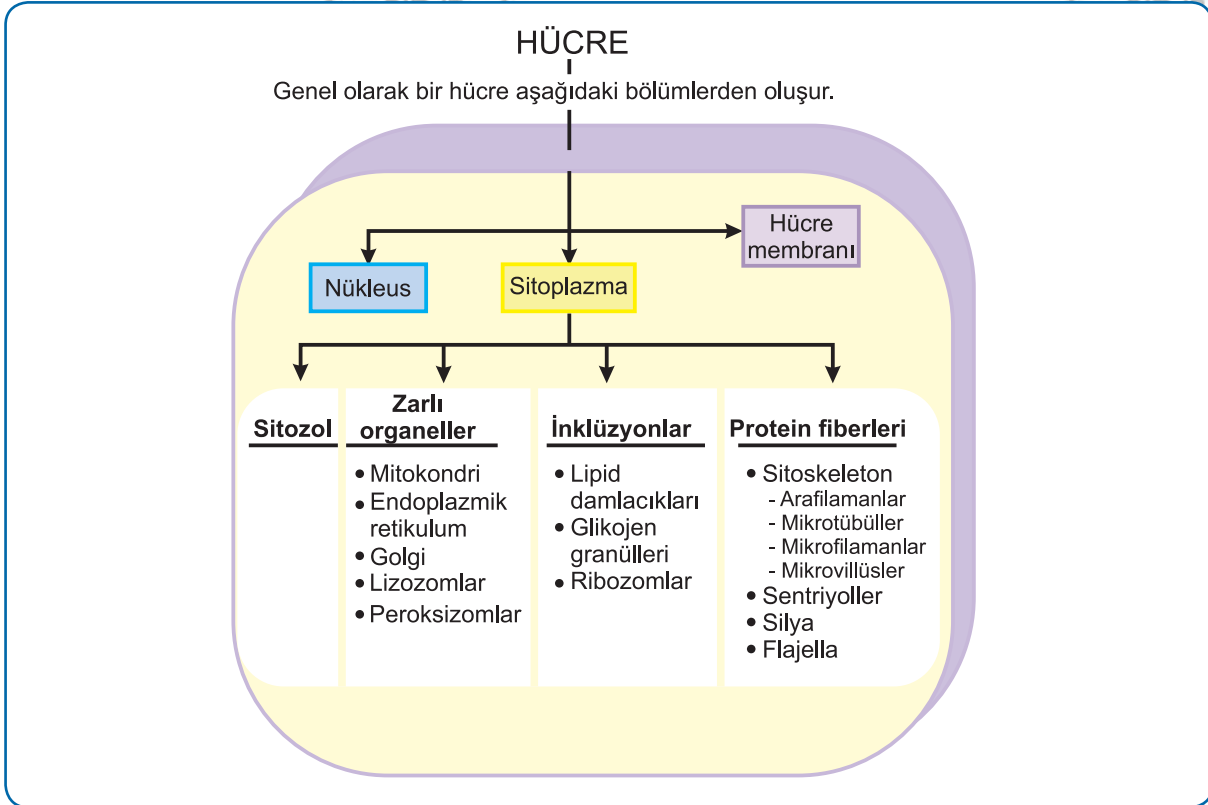 HÜCRE
Genel olarak bir hücre aşağıdaki bölümlerden oluşur.
Hücre
membranı
Nükleus
Sitoplazma
Sitozol
Zarlı
organeller
• Mitokondri
• Endoplazmik
retikulum
• Golgi
• Lizozomlar
• Peroksizomlar
İnklüzyonlar
• Lipid
damlacıkları
• Glikojen
granülleri
• Ribozomlar
Protein fiberleri
• Sitoskeleton
- Arafilamanlar
- Mikrotübüller
- Mikrofilamanlar
- Mikrovillüsler
• Sentriyoller
• Silya
• Flajella